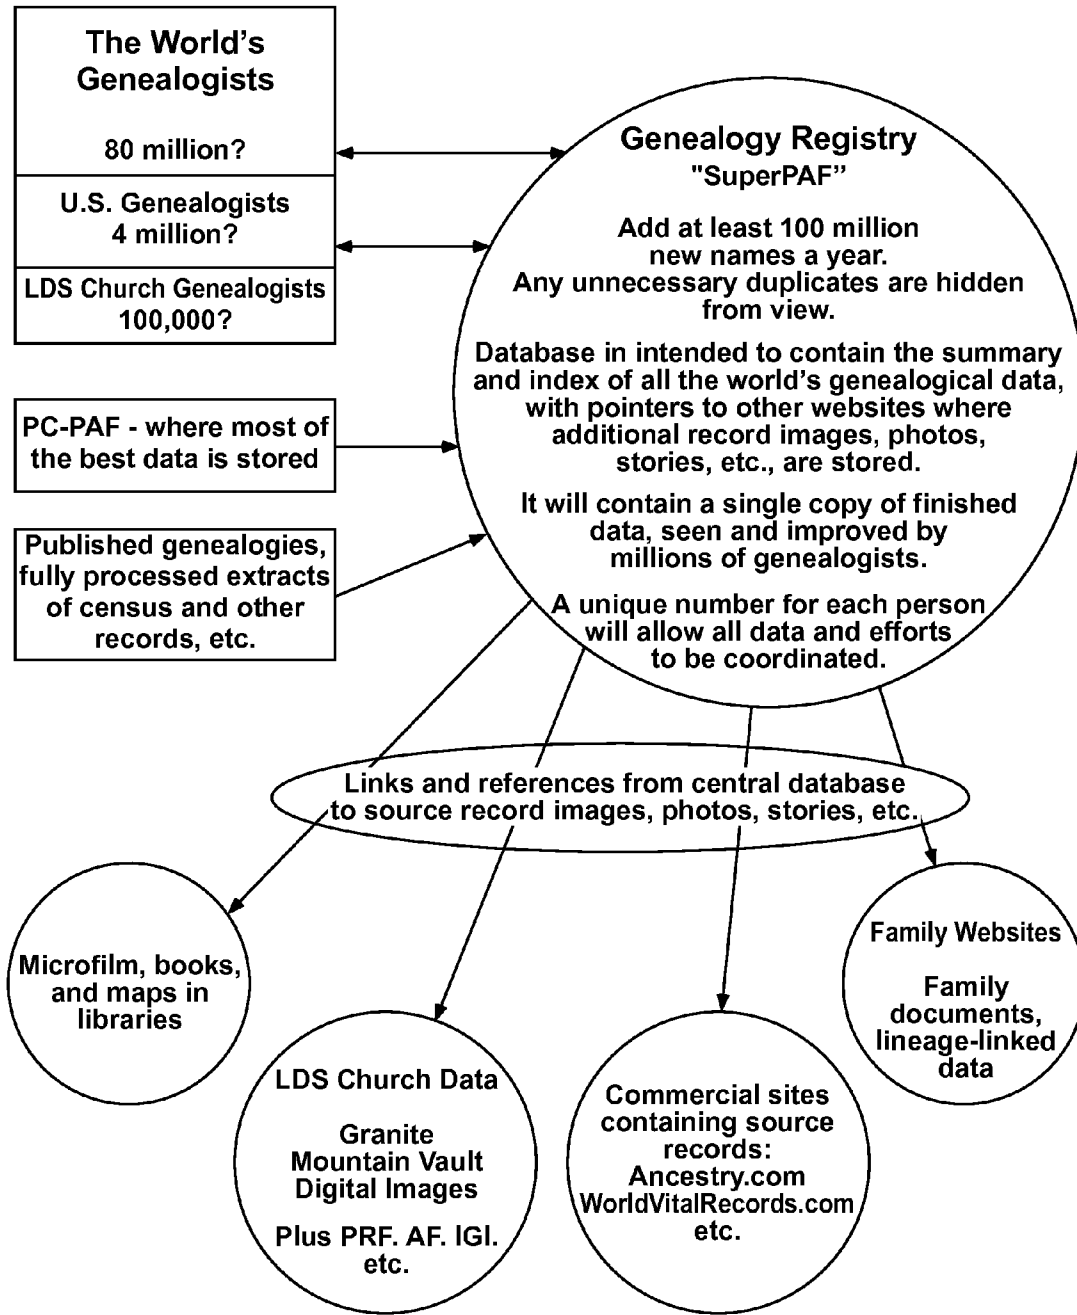 The World's
Genealogists
80 million?
U.S. Genealogists
4 million?
LDS Church Genealogists
100,000?
PC-PAF - where most of
the best data is stored
Published genealogies,
fully processed extracts
of census and other
records, etc.
Genealogy Registry
"SuperPAF”
Add at least 100 million
new names a year.
Any unnecessary duplicates are hidden
from view.
Database in intended to contain the summary
and index of all the world's genealogical data,
with pointers to other websites where
additional record images, photos,
stories, etc., are stored.
It will contain a single copy of finished
data, seen and improved by
millions of genealogists.
A unique number for each person
will allow all data and efforts
to be coordinated.
Links and references from central database
to source record images, photos, stories, etc.
Microfilm, books,
and maps in
libraries
LDS Church Data
Granite
Mountain Vault
Digital Images
Plus PRF. AF. IGI.
etc.
Commercial sites
containing source
records:
Ancestry.com
WorldVitalRecords.com
etc.
Family Websites
Family
documents,
lineage-linked
data